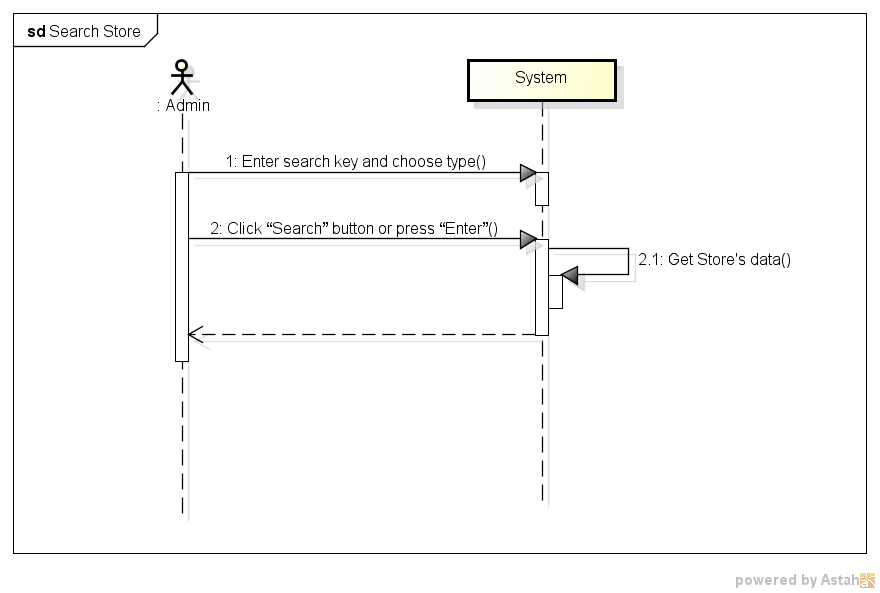 sd Search Store
: Admin
System
1: Enter search key and choose type()
2: Click “Search” button or press “Enter”()
2.1: Get Store's data()
powered by Astah